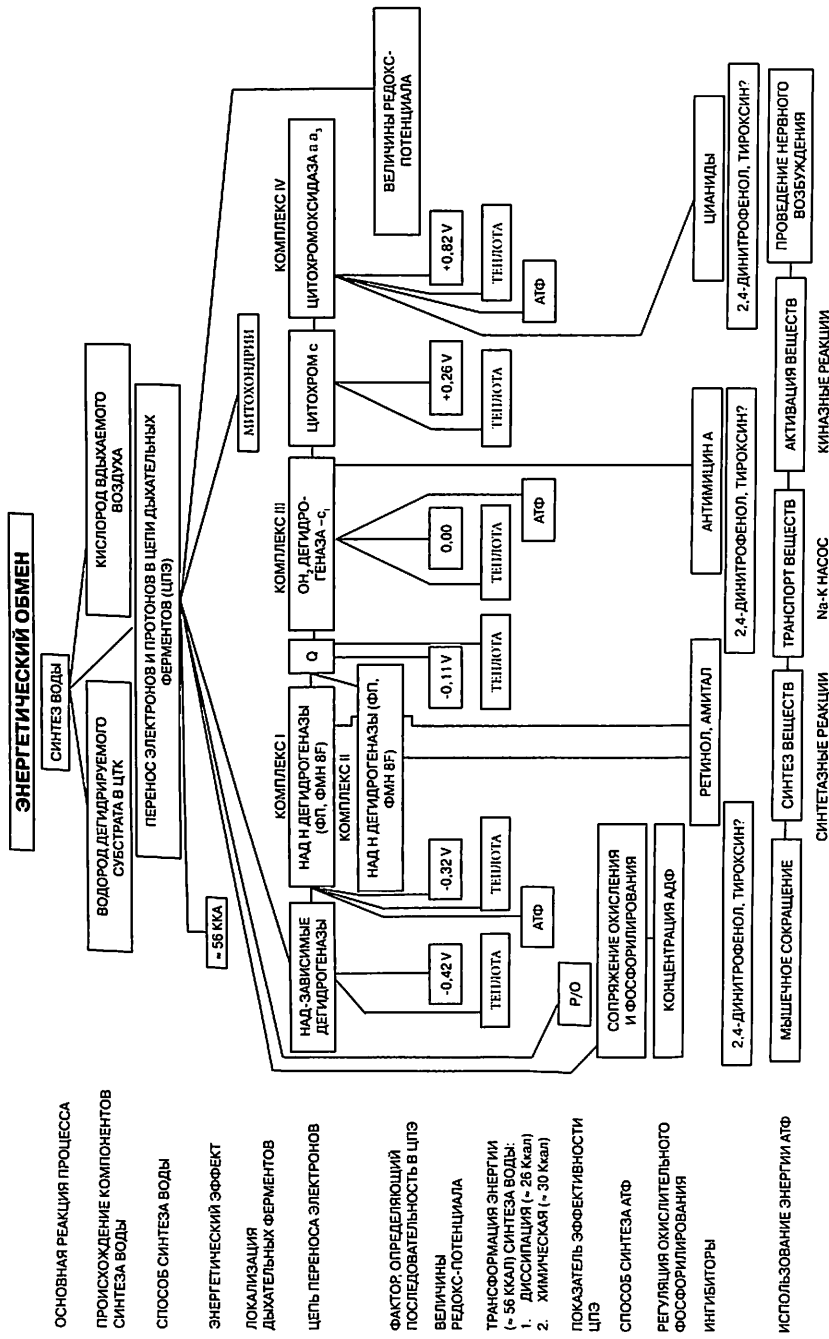 ЭНЕРГЕТИЧЕСКИЙ ОБМЕН
ОСНОВНАЯ РЕАКЦИЯ ПРОЦЕССА
СИНТЕЗ ВОДЫ
ПРОИСХОЖДЕНИЕ КОМПОНЕНТОВ
СИНТЕЗА ВОДЫ
ВОДОРОД ДЕГИДРИРУЕМОГО
СУБСТРАТА В ЦТК
КИСЛОРОД ВДЫХАЕМОГО
ВОЗДУХА
СПОСОБ СИНТЕЗА ВОДЫ
ПЕРЕНОС ЭЛЕКТРОНОВ И ПРОТОНОВ В ЦЕПИ ДЫХАТЕЛЬНЫХ
ФЕРМЕНТОВ (ЦПЭ)
ЭНЕРГЕТИЧЕСКИЙ ЭФФЕКТ
≈ 56 ККА
ЛОКАЛИЗАЦИЯ
ДЫХАТЕЛЬНЫХ ФЕРМЕНТОВ
МИТОХОНДРИИ
ЦЕПЬ ПЕРЕНОСА ЭЛЕКТРОНОВ
НАД-ЗАВИСИМЫЕ
ДЕГИДРОГЕНАЗЫ
КОМПЛЕКС I
НАД Н ДЕГИДРОГЕНАЗЫ
(ФП, ФМН 8F)
КОМПЛЕКС II
НАД Н ДЕГИДРОГЕНАЗЫ (ФП,
ФМН 8F)
Q
КОМПЛЕКС III
ОН₂ ДЕГИДРО-
ГЕНАЗА –c₁
ЦИТОХРОМ с
КОМПЛЕКС IV
ЦИТОХРОМОКСИДАЗА а а₃
ФАКТОР, ОПРЕДЕЛЯЮЩИЙ
ПОСЛЕДОВАТЕЛЬНОСТЬ В ЦПЭ
ВЕЛИЧИНЫ РЕДОКС-
ПОТЕНЦИАЛА
ВЕЛИЧИНЫ
РЕДОКС-ПОТЕНЦИАЛА
-0,42 V
-0,32 V
-0,11 V
0,00
+0,26 V
+0,82 V
ТРАНСФОРМАЦИЯ ЭНЕРГИИ
(≈ 56 ККАЛ) СИНТЕЗА ВОДЫ:
1. ДИССИПАЦИЯ (≈ 26 Ккал)
2. ХИМИЧЕСКАЯ (≈ 30 Ккал)
ТЕПЛОТА
ТЕПЛОТА
ТЕПЛОТА
ТЕПЛОТА
ТЕПЛОТА
ТЕПЛОТА
АТФ
АТФ
АТФ
ПОКАЗАТЕЛЬ ЭФФЕКТИВНОСТИ
ЦПЭ
Р/О
СПОСОБ СИНТЕЗА АТФ
СОПРЯЖЕНИЕ ОКИСЛЕНИЯ
И ФОСФОРИЛИРОВАНИЯ
РЕГУЛЯЦИЯ ОКИСЛИТЕЛЬНОГО
ФОСФОРИЛИРОВАНИЯ
КОНЦЕНТРАЦИЯ АДФ
ИНГИБИТОРЫ
РЕТИНОЛ, АМИТАЛ
АНТИМИЦИН А
ЦИАНИДЫ
2,4-ДИНИТРОФЕНОЛ, ТИРОКСИН?
2,4-ДИНИТРОФЕНОЛ, ТИРОКСИН?
2,4-ДИНИТРОФЕНОЛ, ТИРОКСИН?
ИСПОЛЬЗОВАНИЕ ЭНЕРГИИ АТФ
МЫШЕЧНОЕ СОКРАЩЕНИЕ
СИНТЕЗ ВЕЩЕСТВ
ТРАНСПОРТ ВЕЩЕСТВ
АКТИВАЦИЯ ВЕЩЕСТВ
ПРОВЕДЕНИЕ НЕРВНОГО
ВОЗБУЖДЕНИЯ
СИНТЕТАЗНЫЕ РЕАКЦИИ
Na-K НАСОС
КИНАЗНЫЕ РЕАКЦИИ